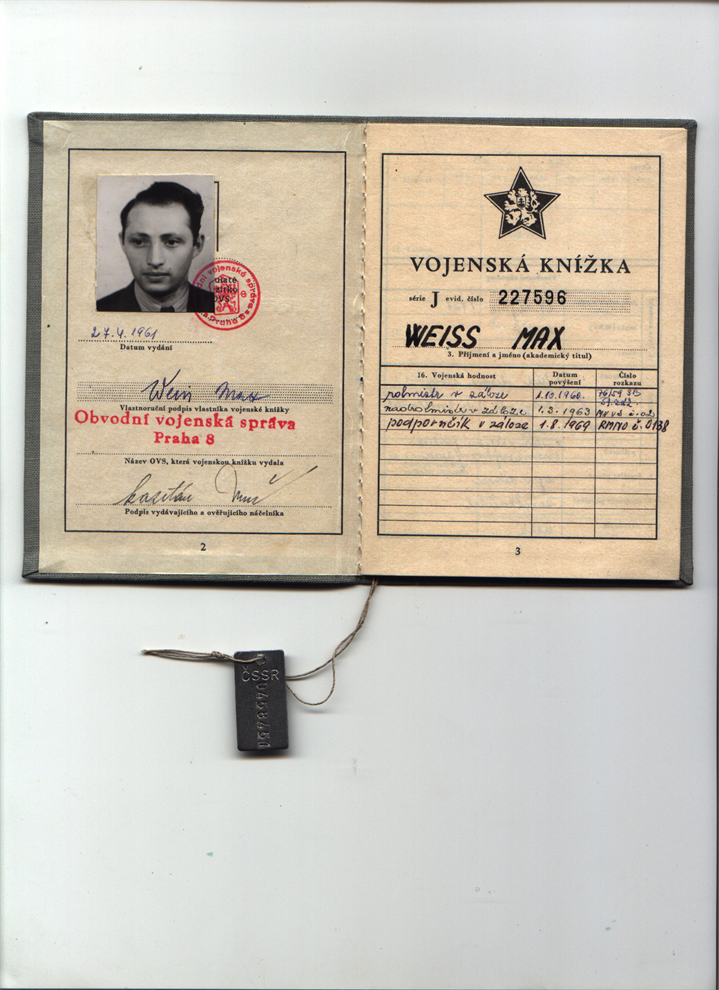 27.4.1961
Datum vydání
Weiss Max
Vlastnoruční podpis vlastníka vojenské knížky
Obvodní vojenská správa
Praha 8
Název OVS, která vojenskou knížku vydala
kapitán
Podpis vydávajícího a ověřujícího náčelníka
2
VOJENSKÁ KNÍŽKA
série J evid. číslo 227596
WEISS MAX
3. Příjmení a jméno (akademický titul)
16. Vojenská hodnost Datum povýšení Číslo rozkazu
rotmistr v záloze 1.10.1960.
nadrotmistr v záloze 1.3.1963
podporučík v záloze 1.8.1969 RMNO č. 0138
3
ČSSR